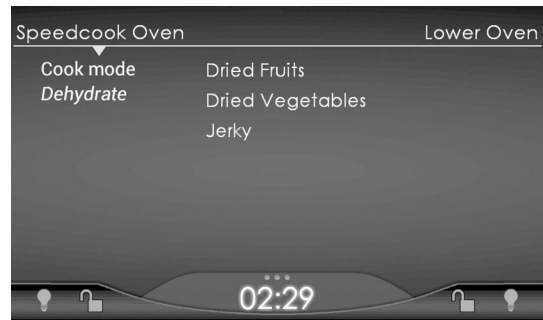 Speedcook Oven
Lower Oven
Cook mode
Dehydrate
Dried Fruits
Dried Vegetables
Jerky
02:29